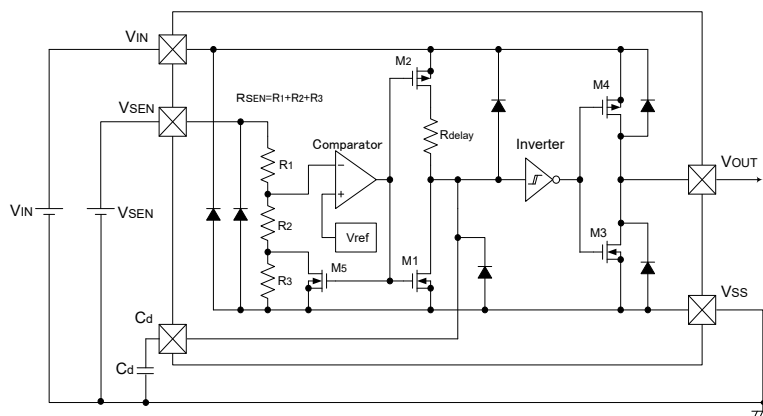 VIN
M2
M4
VSEN
RSEN=R1+R2+R3
Comparator
Rdelay
Inverter
R1
−
+
VOUT
VIN
VSEN
R2
Vref
M3
M5
M1
R3
VSS
Cd
Cd